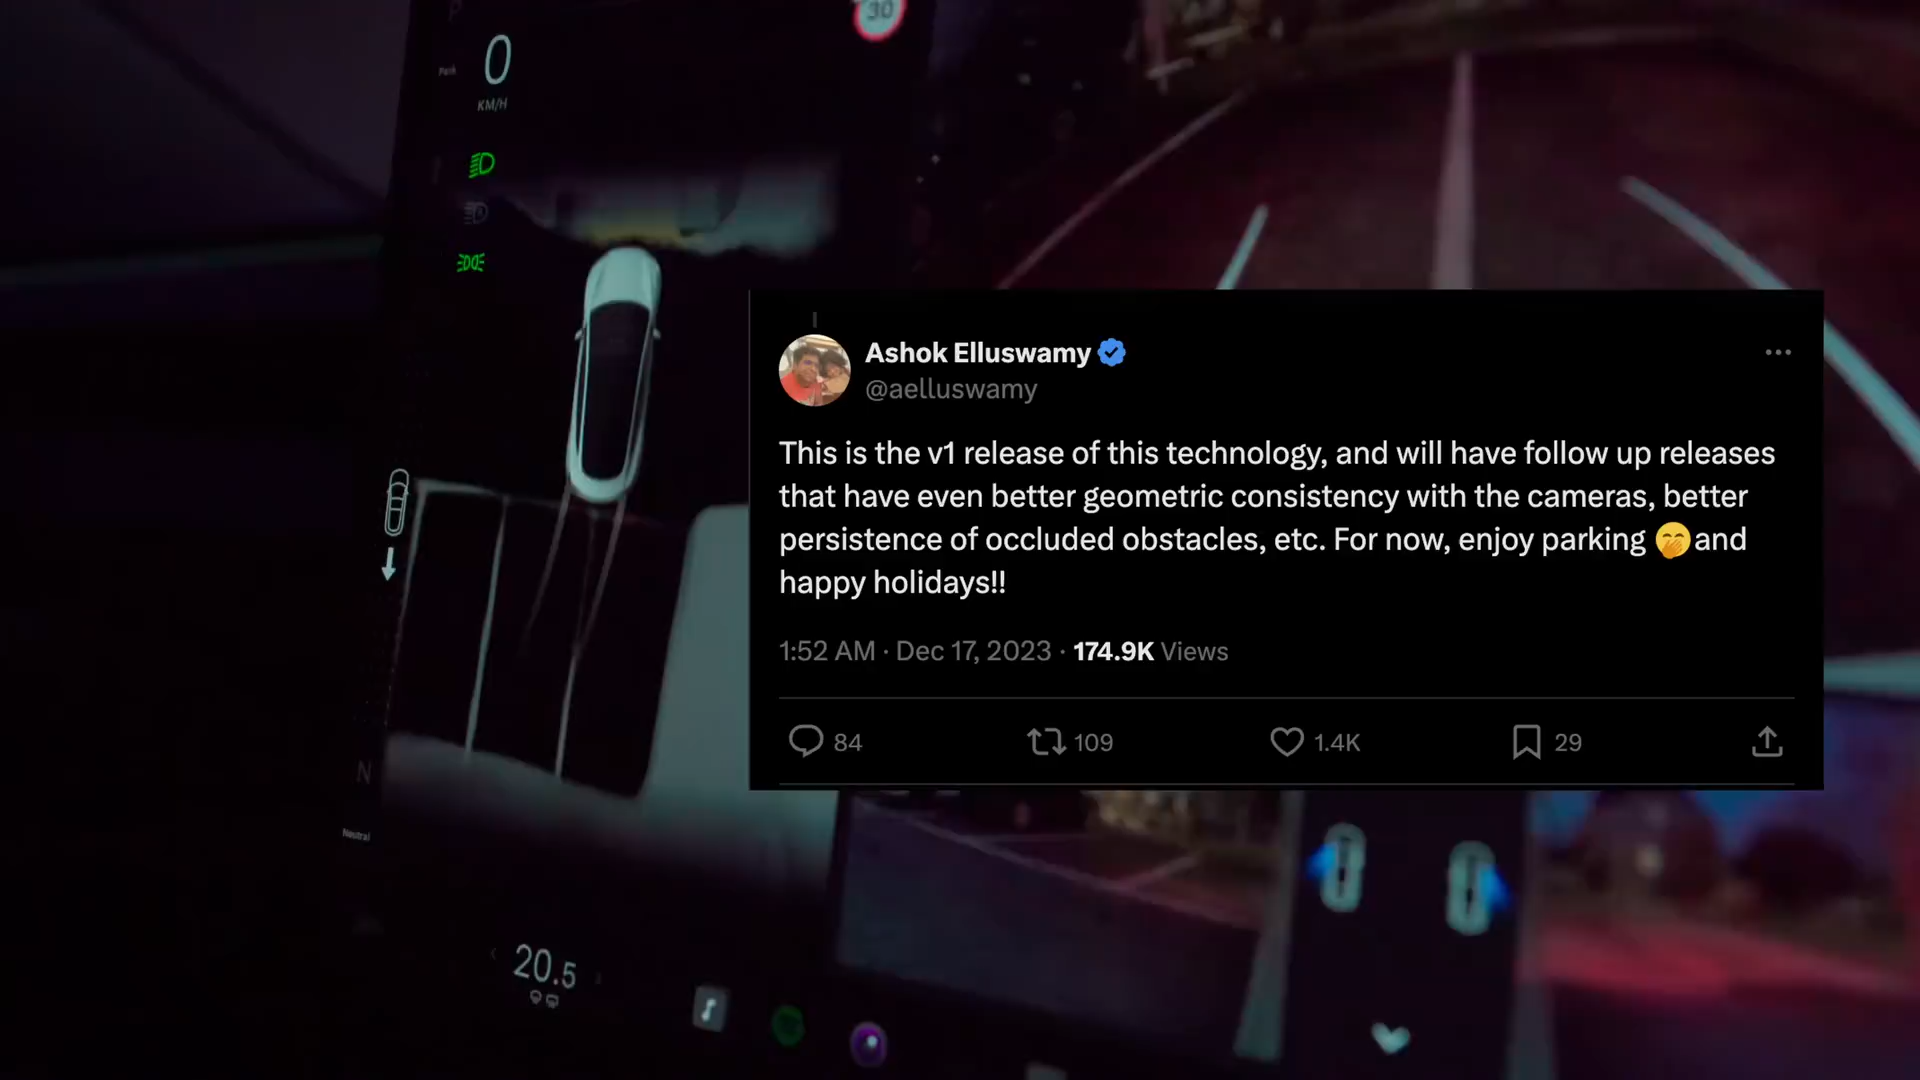 P
Park
0
KM/H
30
N
Neutral
20.5
Ashok Elluswamy
@aelluswamy
This is the v1 release of this technology, and will have follow up releases
that have even better geometric consistency with the cameras, better
persistence of occluded obstacles, etc. For now, enjoy parking 🤭and
happy holidays!!
1:52 AM · Dec 17, 2023 · 174.9K Views
84
109
1.4K
29